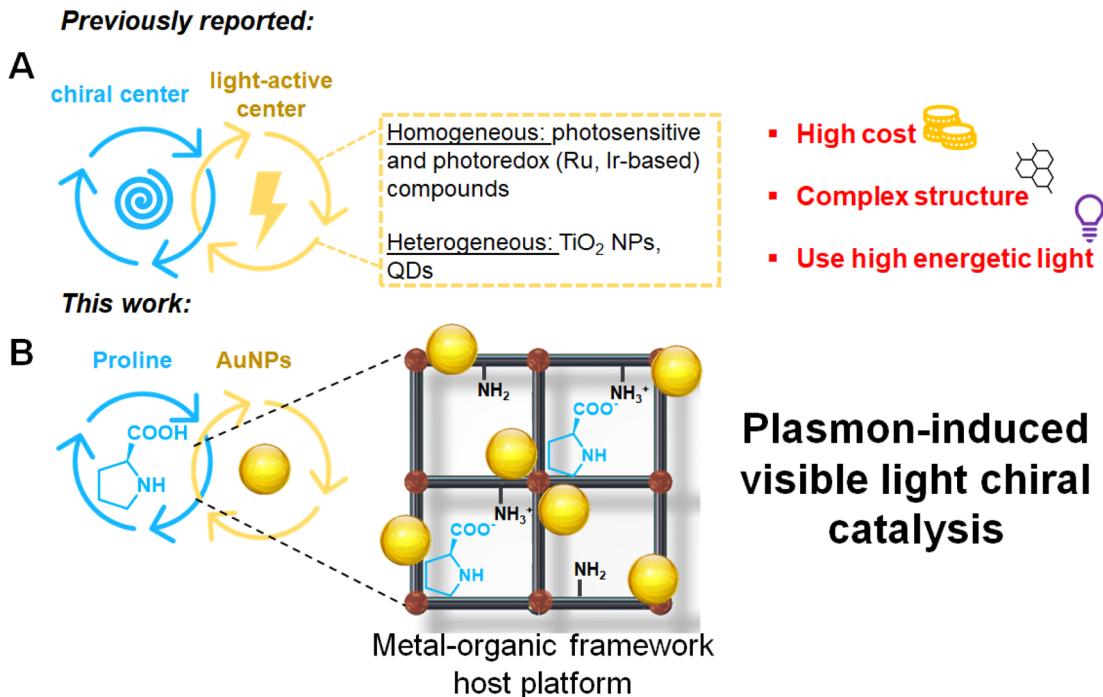 Previously reported:
A
chiral center
light-active
center
Homogeneous: photosensitive
and photoredox (Ru, Ir-based)
compounds
Heterogeneous: TiO₂ NPs,
QDs
▪ High cost
▪ Complex structure
▪ Use high energetic light
This work:
B
Proline
AuNPs
COOH
NH
NH₂
NH₃⁺
COO⁻
NH
NH₃⁺
COO⁻
NH
NH₂
Metal-organic framework
host platform
Plasmon-induced
visible light chiral
catalysis